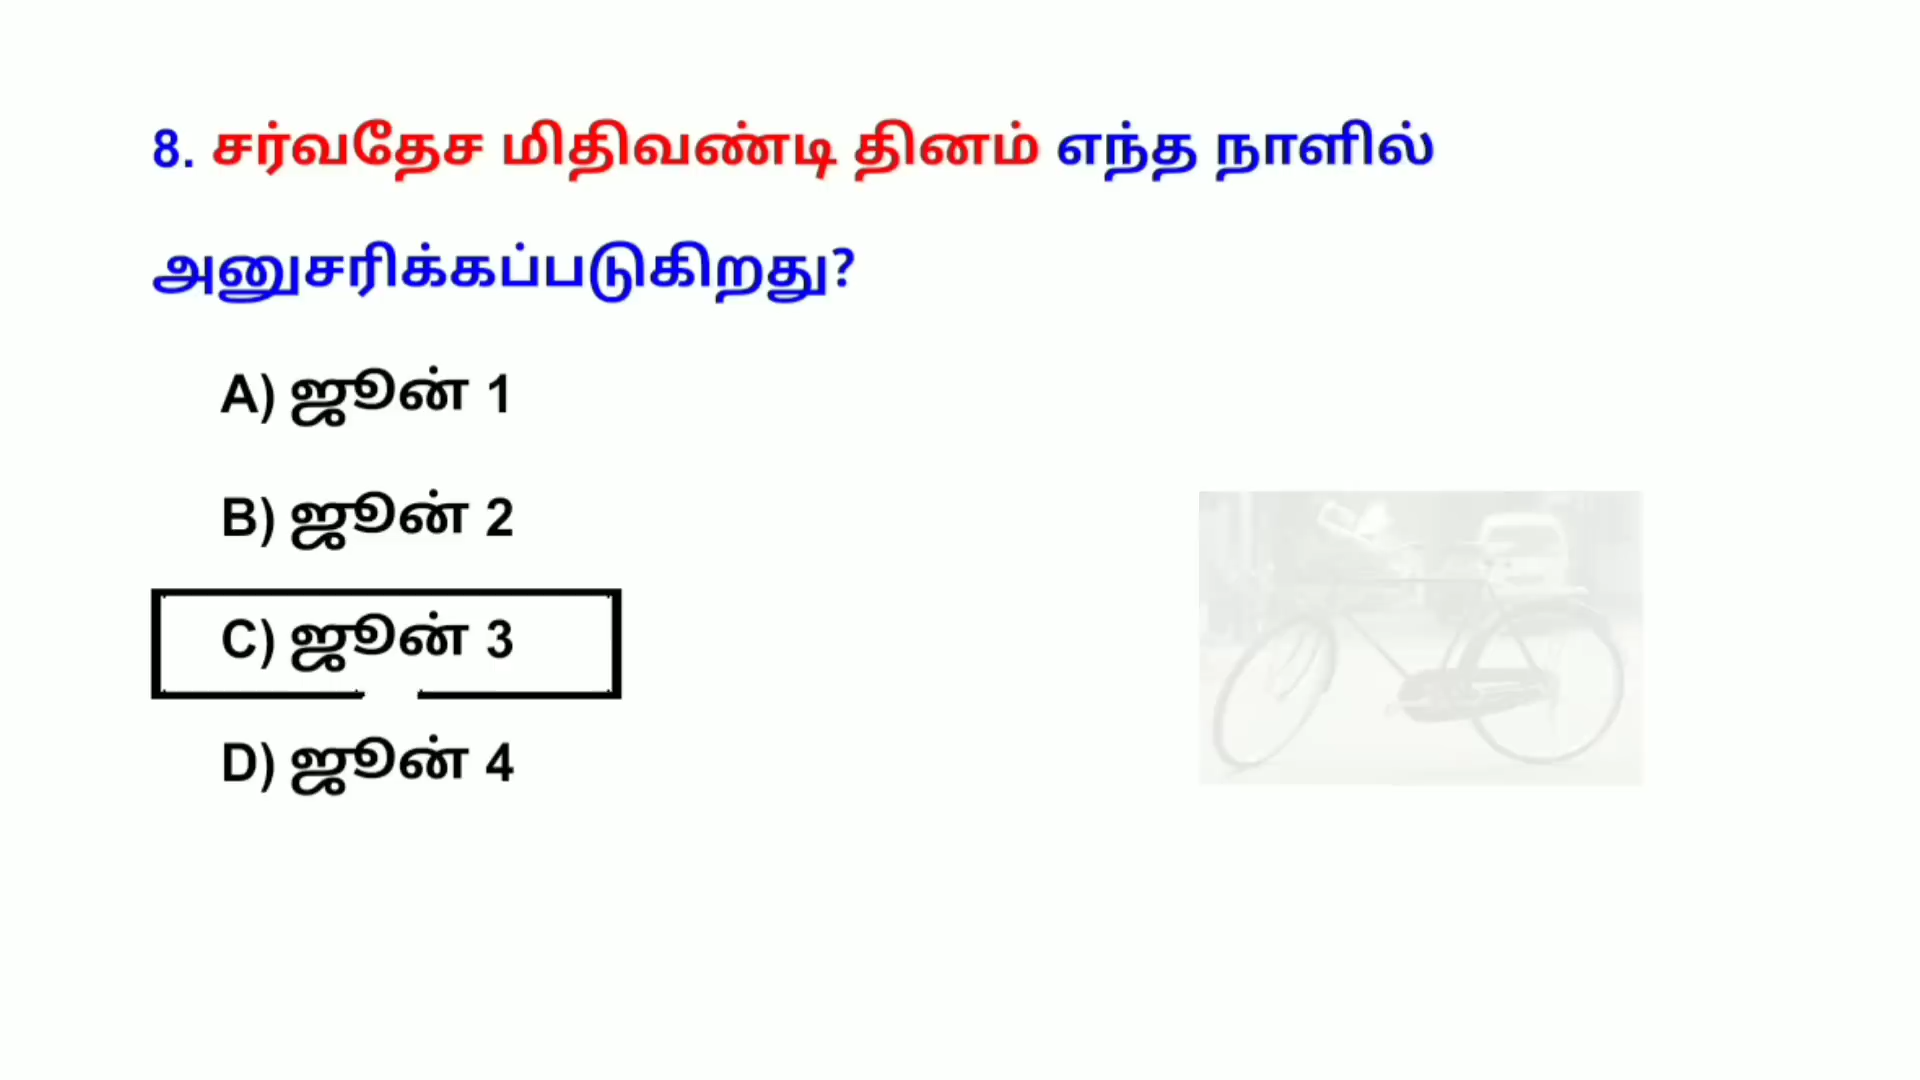 8. சர்வதேச மிதிவண்டி தினம் எந்த நாளில்
அனுசரிக்கப்படுகிறது?
A) ஜூன் 1
B) ஜூன் 2
C) ஜூன் 3
D) ஜூன் 4